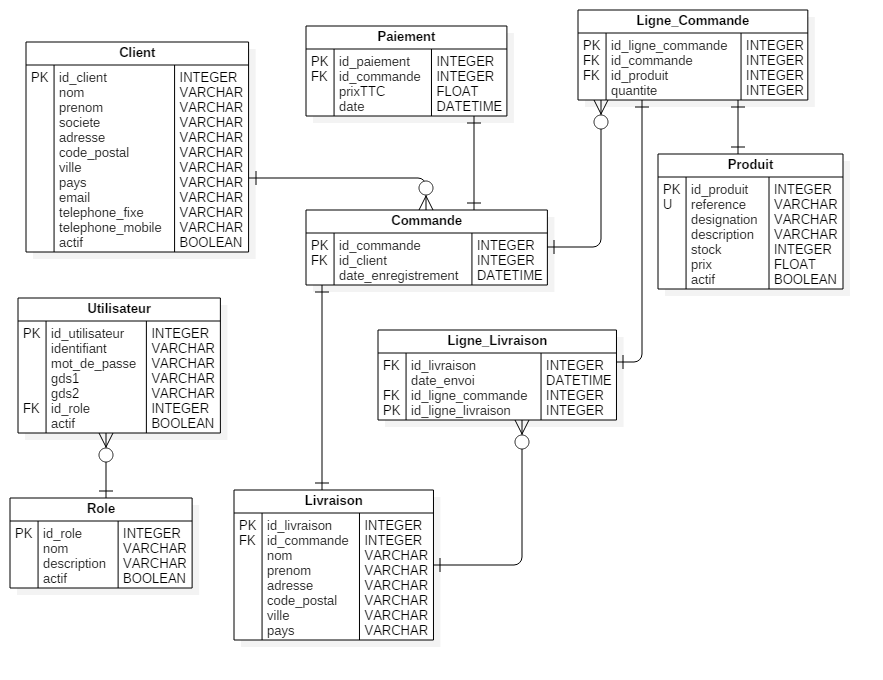 Client
PK id_client INTEGER
nom VARCHAR
prenom VARCHAR
societe VARCHAR
adresse VARCHAR
code_postal VARCHAR
ville VARCHAR
pays VARCHAR
email VARCHAR
telephone_fixe VARCHAR
telephone_mobile VARCHAR
actif BOOLEAN
Paiement
PK id_paiement INTEGER
FK id_commande INTEGER
prixTTC FLOAT
date DATETIME
Ligne_Commande
PK id_ligne_commande INTEGER
FK id_commande INTEGER
FK id_produit INTEGER
quantite INTEGER
Produit
PK id_produit INTEGER
U reference VARCHAR
designation VARCHAR
description VARCHAR
stock INTEGER
prix FLOAT
actif BOOLEAN
Commande
PK id_commande INTEGER
FK id_client INTEGER
date_enregistrement DATETIME
Utilisateur
PK id_utilisateur INTEGER
identifiant VARCHAR
mot_de_passe VARCHAR
gds1 VARCHAR
gds2 VARCHAR
FK id_role INTEGER
actif BOOLEAN
Ligne_Livraison
FK id_livraison INTEGER
date_envoi DATETIME
FK id_ligne_commande INTEGER
PK id_ligne_livraison INTEGER
Role
PK id_role INTEGER
nom VARCHAR
description VARCHAR
actif BOOLEAN
Livraison
PK id_livraison INTEGER
FK id_commande INTEGER
nom VARCHAR
prenom VARCHAR
adresse VARCHAR
code_postal VARCHAR
ville VARCHAR
pays VARCHAR